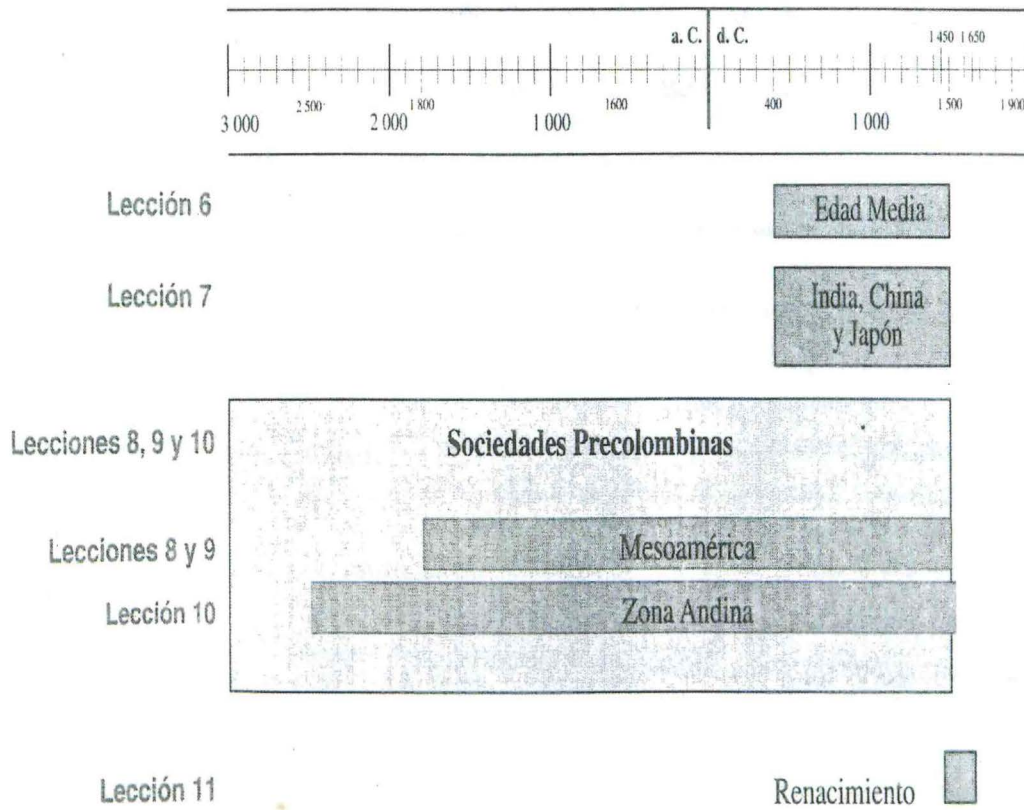 a. C. d. C.
1 450 1 650
2 500 1 800 1600 400 1 500 1 900
3 000 2 000 1 000 1 000
Lección 6
Edad Media
Lección 7
India, China
y Japón
Lecciones 8, 9 y 10
Sociedades Precolombinas
Lecciones 8 y 9
Mesoamérica
Lección 10
Zona Andina
Lección 11
Renacimiento